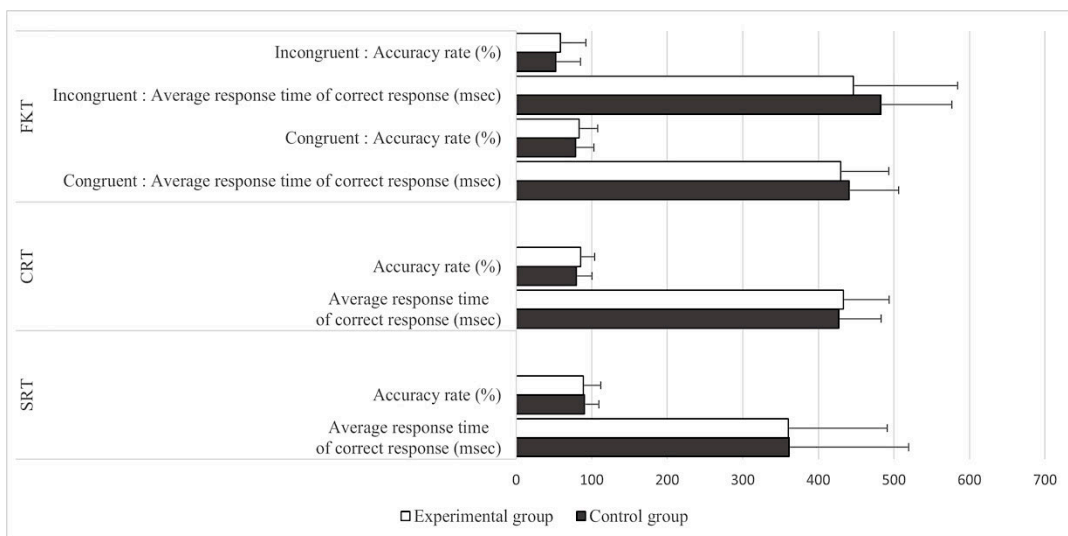 FKT
Incongruent : Accuracy rate (%)
Incongruent : Average response time of correct response (msec)
Congruent : Accuracy rate (%)
Congruent : Average response time of correct response (msec)
CRT
Accuracy rate (%)
Average response time
of correct response (msec)
SRT
Accuracy rate (%)
Average response time
of correct response (msec)
0 100 200 300 400 500 600 700
Experimental group Control group